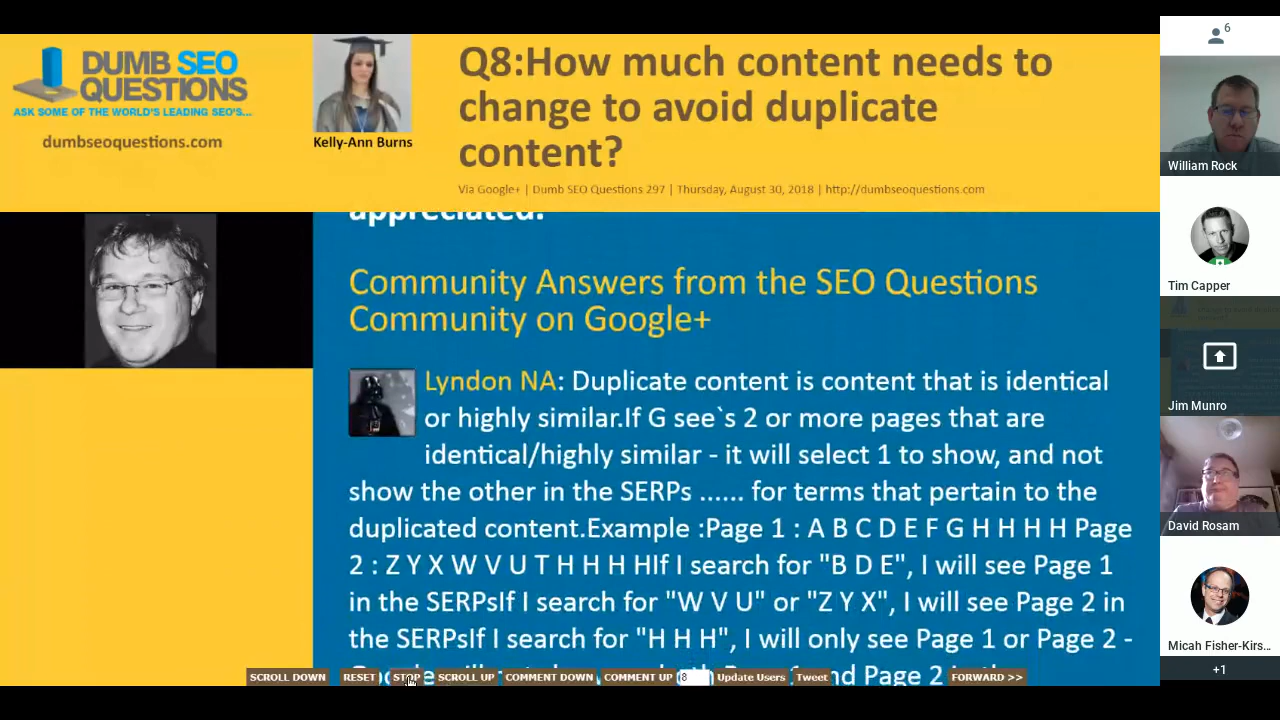 DUMB SEO
QUESTIONS
ASK SOME OF THE WORLD'S LEADING SEO'S...
dumbseoquestions.com
Kelly-Ann Burns
Q8:How much content needs to
change to avoid duplicate
content?
Via Google+ | Dumb SEO Questions 297 | Thursday, August 30, 2018 | http://dumbseoquestions.com
appreciated.
Community Answers from the SEO Questions
Community on Google+
Lyndon NA: Duplicate content is content that is identical
or highly similar.If G see`s 2 or more pages that are
identical/highly similar - it will select 1 to show, and not
show the other in the SERPs ...... for terms that pertain to the
duplicated content.Example :Page 1 : A B C D E F G H H H H Page
2 : Z Y X W V U T H H H HIf I search for "B D E", I will see Page 1
in the SERPsIf I search for "W V U" or "Z Y X", I will see Page 2 in
the SERPsIf I search for "H H H", I will only see Page 1 or Page 2 -
Page 1 and Page 2 in the
SCROLL DOWN RESET STOP SCROLL UP COMMENT DOWN COMMENT UP 8 Update Users Tweet FORWARD >>
6
William Rock
Tim Capper
Jim Munro
David Rosam
Micah Fisher-Kirs...
+1